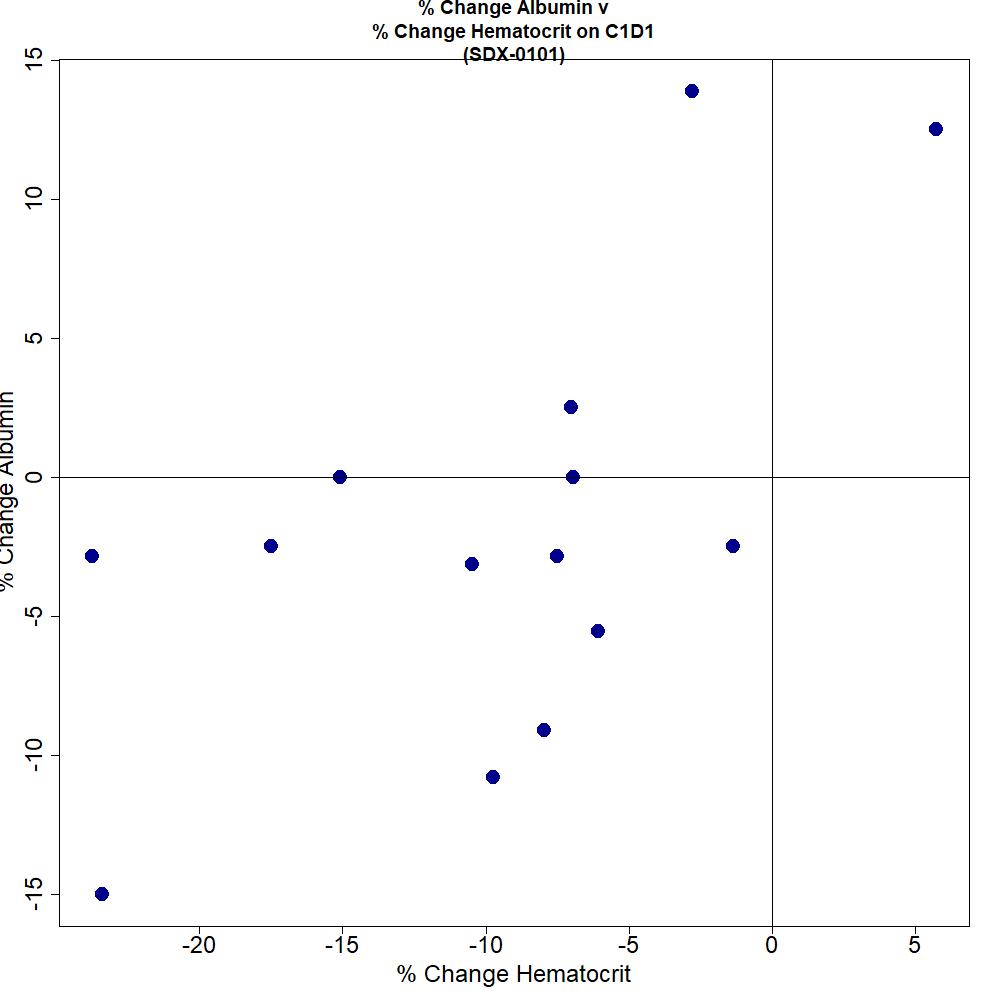 % Change Albumin v
% Change Hematocrit on C1D1
(SDX-0101)
15
10
5
0
-5
-10
-15
% Change Albumin
-20 -15 -10 -5 0 5
% Change Hematocrit